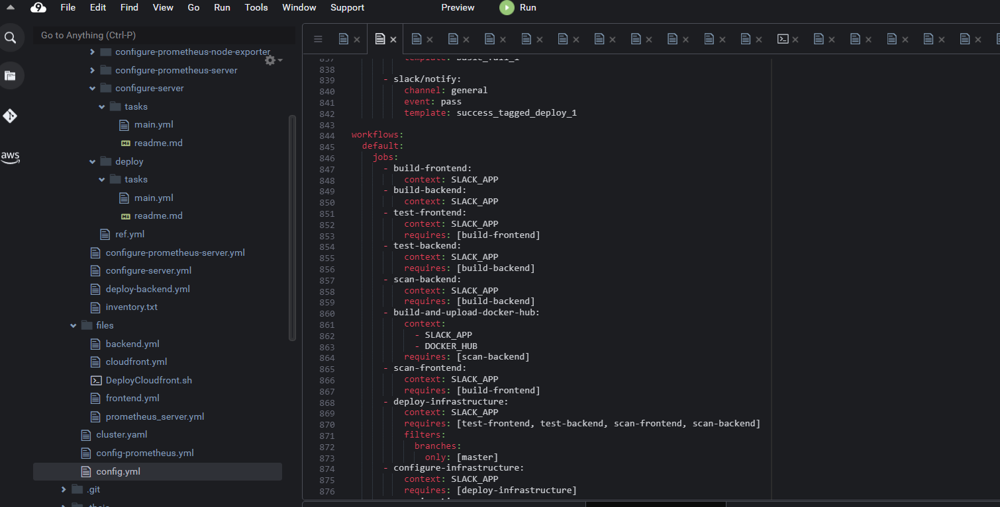 File Edit Find View Go Run Tools Window Support Preview Run
Go to Anything (Ctrl-P)
configure-prometheus-node-exporter
configure-prometheus-server
configure-server
tasks
main.yml
readme.md
deploy
tasks
main.yml
readme.md
ref.yml
configure-prometheus-server.yml
configure-server.yml
deploy-backend.yml
inventory.txt
files
backend.yml
cloudfront.yml
DeployCloudfront.sh
frontend.yml
prometheus_server.yml
cluster.yaml
config-prometheus.yml
config.yml
.git
aws
838
839 - slack/notify:
840 channel: general
841 event: pass
842 template: success_tagged_deploy_1
843
844 workflows:
845 default:
846 jobs:
847 - build-frontend:
848 context: SLACK_APP
849 - build-backend:
850 context: SLACK_APP
851 - test-frontend:
852 context: SLACK_APP
853 requires: [build-frontend]
854 - test-backend:
855 context: SLACK_APP
856 requires: [build-backend]
857 - scan-backend:
858 context: SLACK_APP
859 requires: [build-backend]
860 - build-and-upload-docker-hub:
861 context:
862 - SLACK_APP
863 - DOCKER_HUB
864 requires: [scan-backend]
865 - scan-frontend:
866 context: SLACK_APP
867 requires: [build-frontend]
868 - deploy-infrastructure:
869 context: SLACK_APP
870 requires: [test-frontend, test-backend, scan-frontend, scan-backend]
871 filters:
872 branches:
873 only: [master]
874 - configure-infrastructure:
875 context: SLACK_APP
876 requires: [deploy-infrastructure]